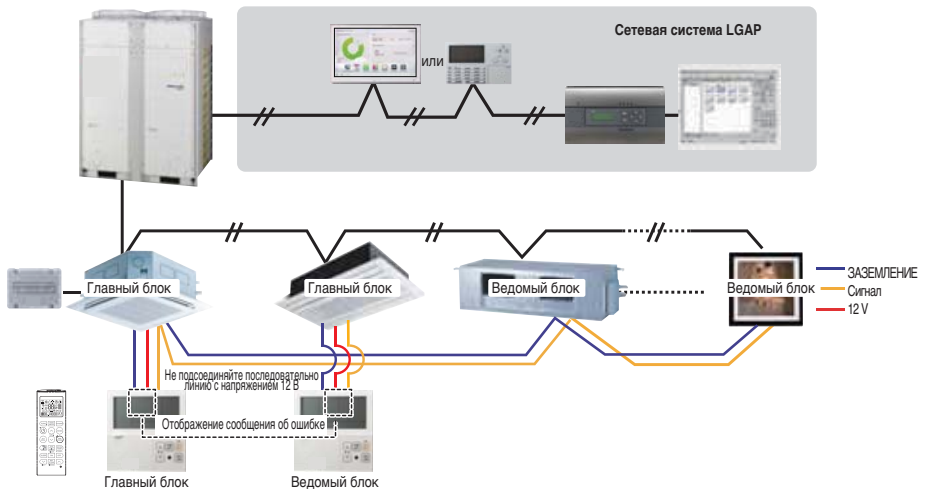 Сетевая система LGAP
или
Главный блок
Главный блок
Ведомый блок
Ведомый блок
ЗАЗЕМЛЕНИЕ
Сигнал
12 V
Не подсоединяйте последовательно
линию с напряжением 12 В
Отображение сообщения об ошибке
Главный блок
Ведомый блок